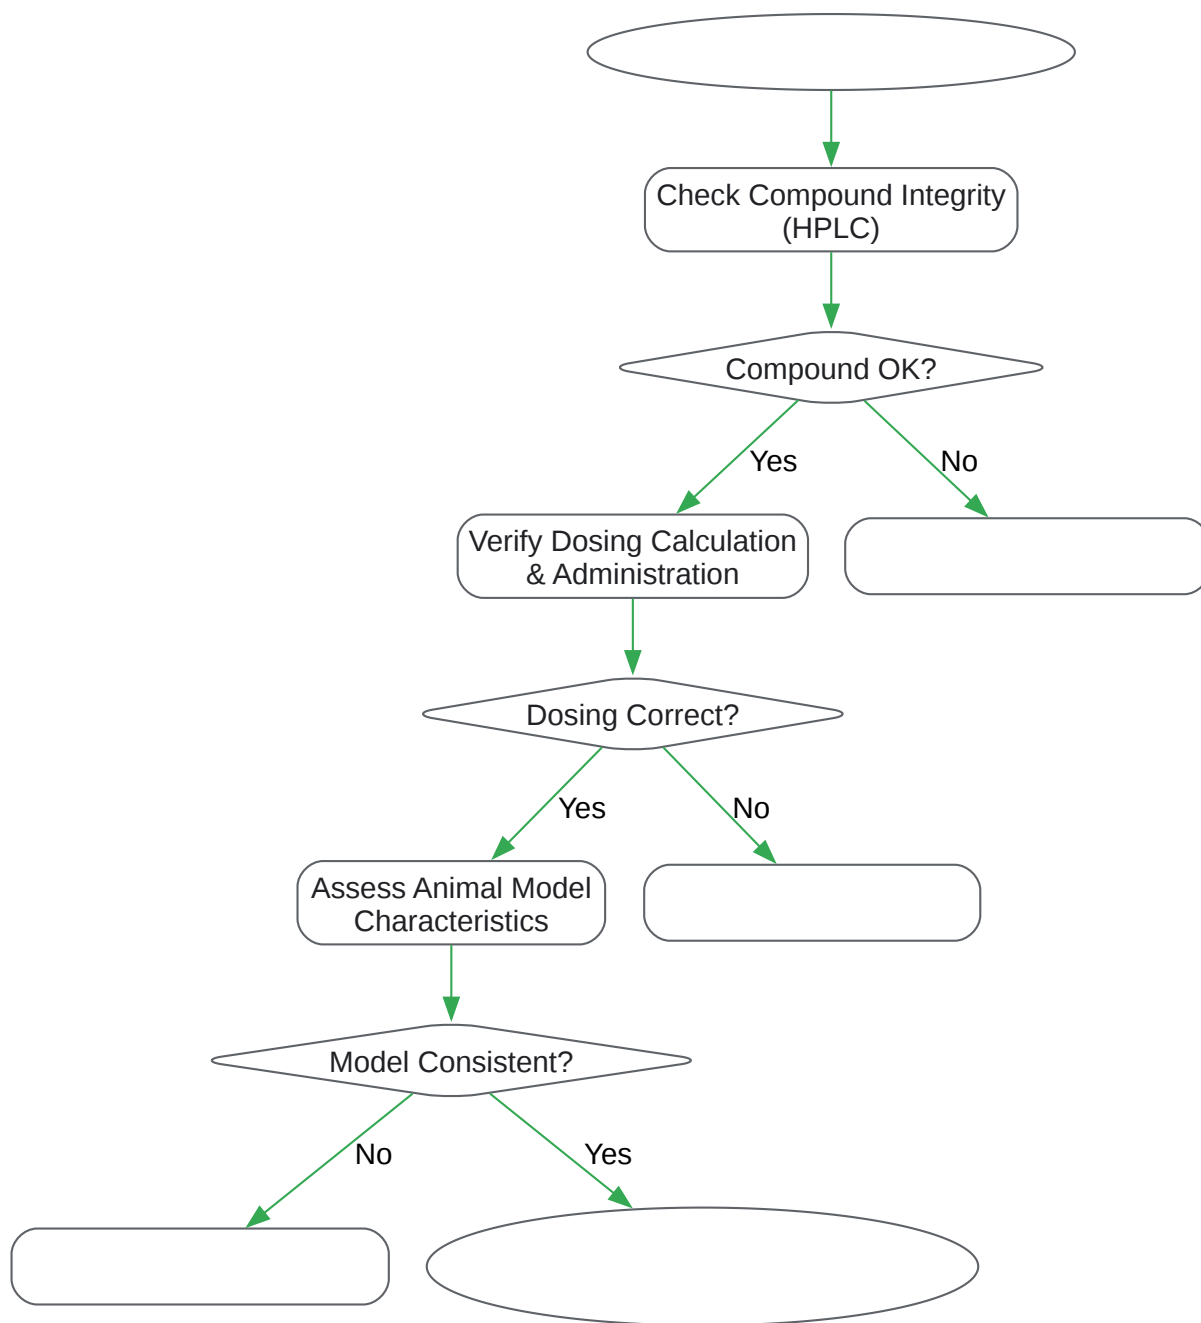 Check Compound Integrity
(HPLC)
Compound OK?
Yes
No
Verify Dosing Calculation
& Administration
Dosing Correct?
Yes
No
Assess Animal Model
Characteristics
Model Consistent?
No
Yes